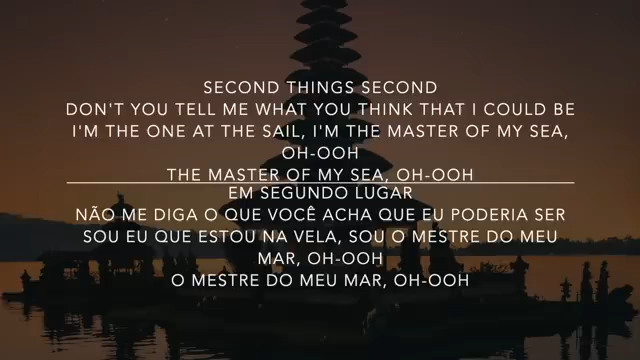 SECOND THINGS SECOND
DON'T YOU TELL ME WHAT YOU THINK THAT I COULD BE
I'M THE ONE AT THE SAIL, I'M THE MASTER OF MY SEA,
OH-OOH
THE MASTER OF MY SEA, OH-OOH
EM SEGUNDO LUGAR
NÃO ME DIGA O QUE VOCÊ ACHA QUE EU PODERIA SER
SOU EU QUE ESTOU NA VELA, SOU O MESTRE DO MEU
MAR, OH-OOH
O MESTRE DO MEU MAR, OH-OOH